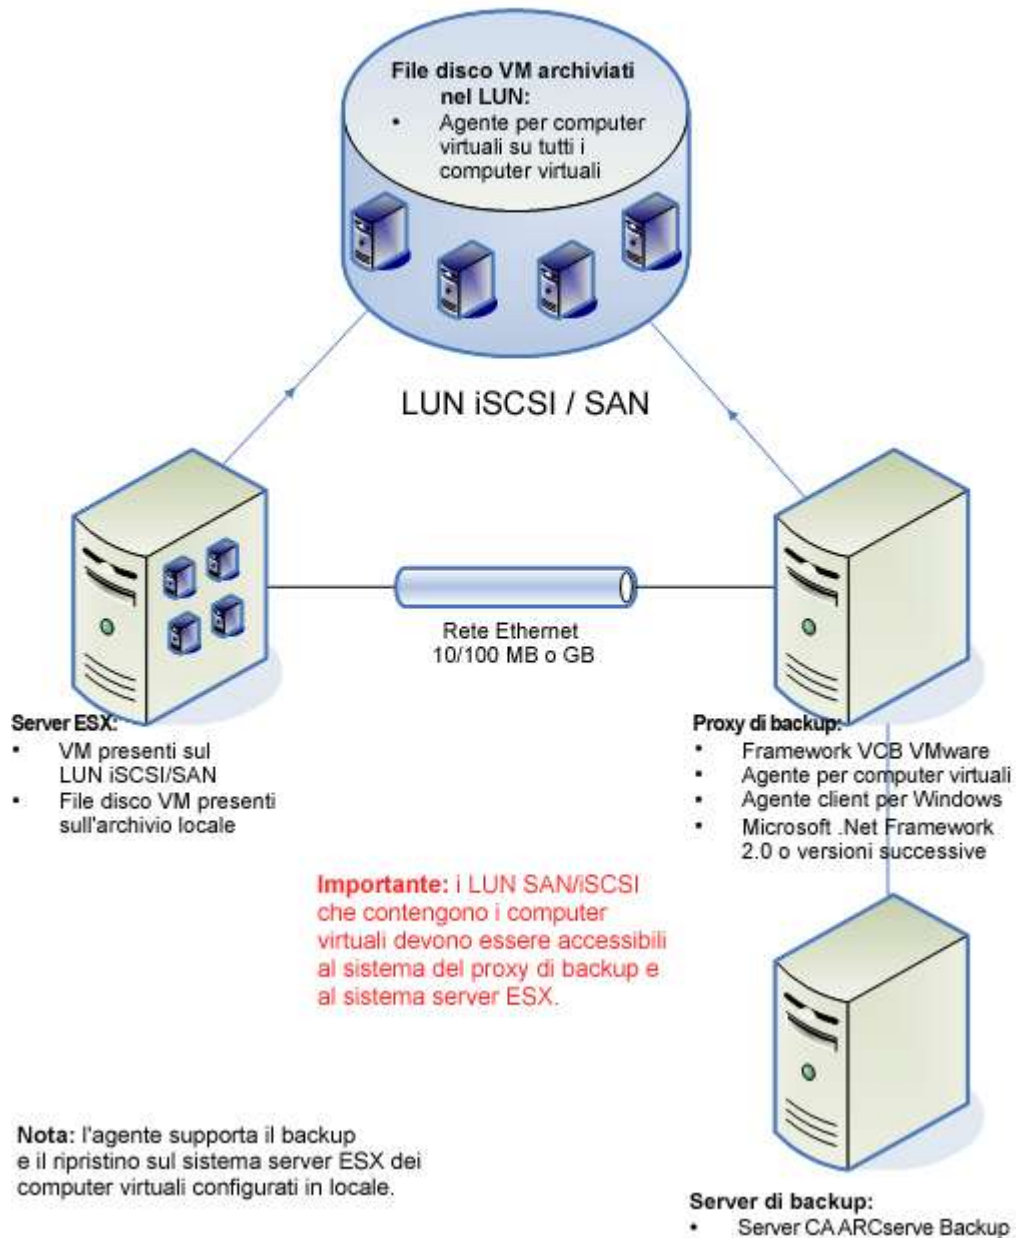 File disco VM archiviati
nel LUN:
• Agente per computer
virtuali su tutti i
computer virtuali
LUN iSCSI / SAN
Rete Ethernet
10/100 MB o GB
Server ESX:
• VM presenti sul
LUN iSCSI/SAN
• File disco VM presenti
sull'archivio locale
Proxy di backup:
• Framework VCB VMware
• Agente per computer virtuali
• Agente client per Windows
• Microsoft .Net Framework
2.0 o versioni successive
Importante: i LUN SAN/iSCSI
che contengono i computer
virtuali devono essere accessibili
al sistema del proxy di backup e
al sistema server ESX.
Nota: l'agente supporta il backup
e il ripristino sul sistema server ESX dei
computer virtuali configurati in locale.
Server di backup:
• Server CA ARCserve Backup